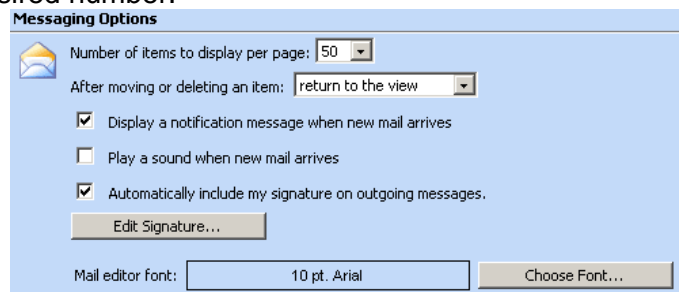 sired number.
Messaging Options
Number of items to display per page: 50
After moving or deleting an item: return to the view
Display a notification message when new mail arrives
Play a sound when new mail arrives
Automatically include my signature on outgoing messages.
Edit Signature...
Mail editor font: 10 pt. Arial Choose Font...